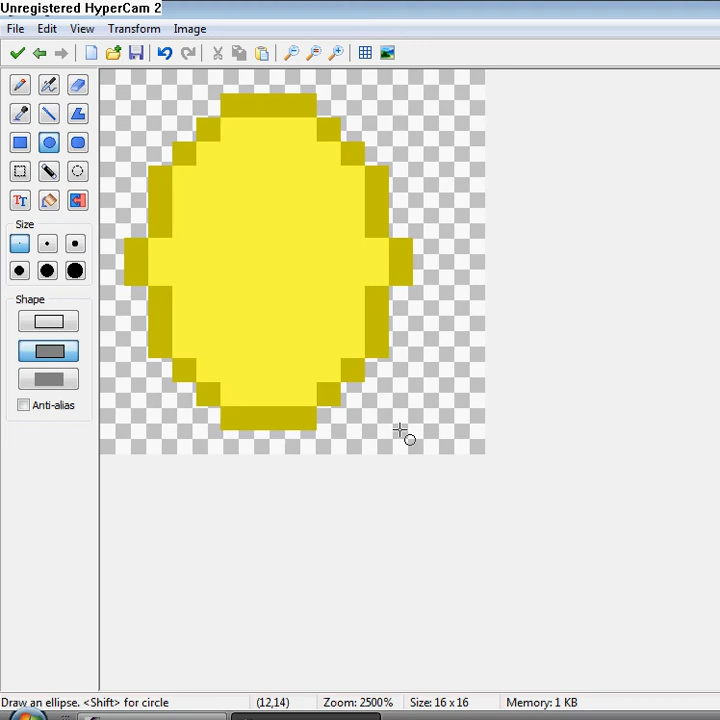 Unregistered HyperCam 2
File Edit View Transform Image
Tt
Size
Shape
Anti-alias
Draw an ellipse. <Shift> for circle (12,14) Zoom: 2500% Size: 16 x 16 Memory: 1 KB